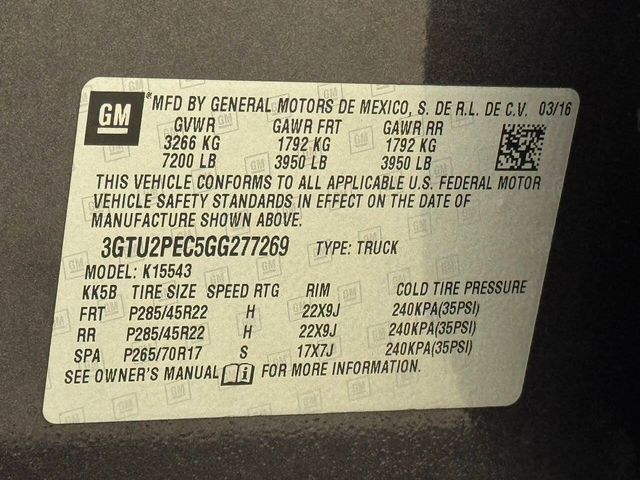 GM
MFD BY GENERAL MOTORS DE MEXICO, S. DE R.L. DE C.V. 03/16
GVWR GAWR FRT GAWR RR
3266 KG 1792 KG 1792 KG
7200 LB 3950 LB 3950 LB
THIS VEHICLE CONFORMS TO ALL APPLICABLE U.S. FEDERAL MOTOR
VEHICLE SAFETY STANDARDS IN EFFECT ON THE DATE OF
MANUFACTURE SHOWN ABOVE.
3GTU2PEC5GG277269 TYPE: TRUCK
MODEL: K15543
KK5B TIRE SIZE SPEED RTG RIM COLD TIRE PRESSURE
FRT P285/45R22 H 22X9J 240KPA(35PSI)
RR P285/45R22 H 22X9J 240KPA(35PSI)
SPA P265/70R17 S 17X7J 240KPA(35PSI)
SEE OWNER'S MANUAL FOR MORE INFORMATION.